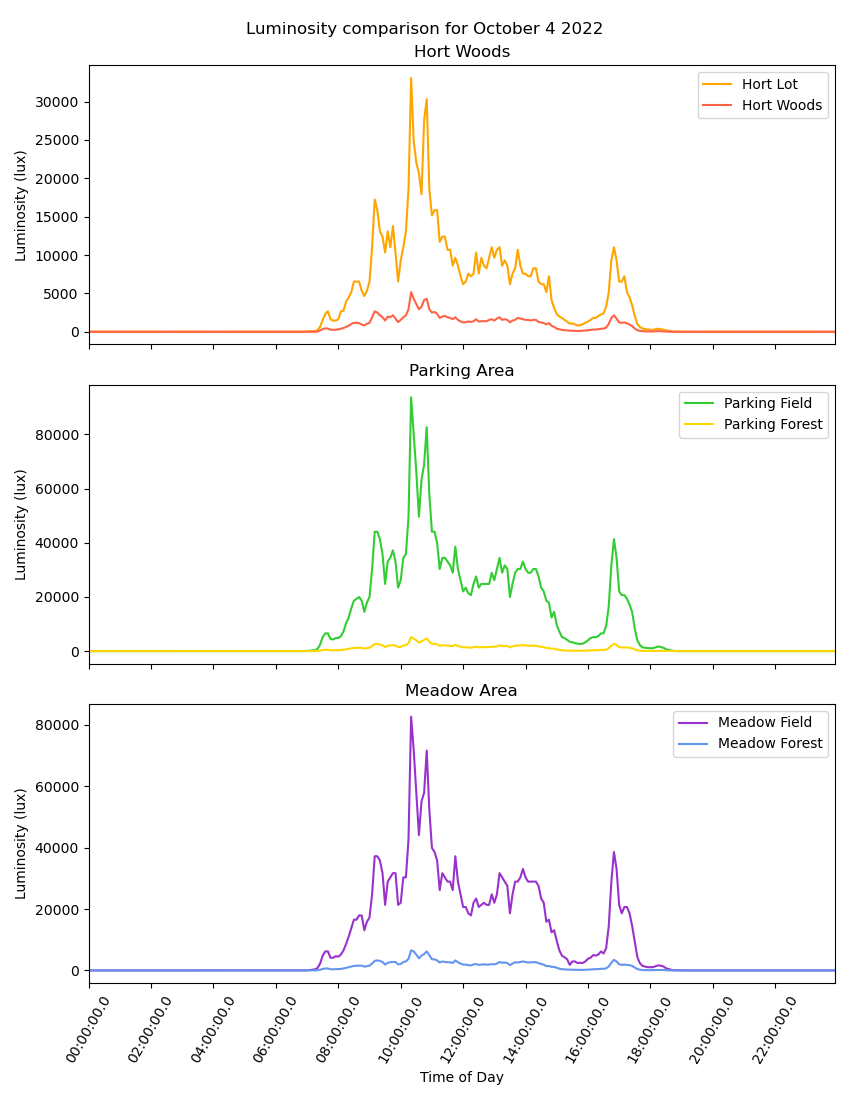 Luminosity comparison for October 4 2022
Hort Woods
Luminosity (lux)
30000
25000
20000
15000
10000
5000
0
Hort Lot
Hort Woods
Parking Area
Luminosity (lux)
80000
60000
40000
20000
0
Parking Field
Parking Forest
Meadow Area
Luminosity (lux)
80000
60000
40000
20000
0
Meadow Field
Meadow Forest
00:00:00.0
02:00:00.0
04:00:00.0
06:00:00.0
08:00:00.0
10:00:00.0
12:00:00.0
14:00:00.0
16:00:00.0
18:00:00.0
20:00:00.0
22:00:00.0
Time of Day